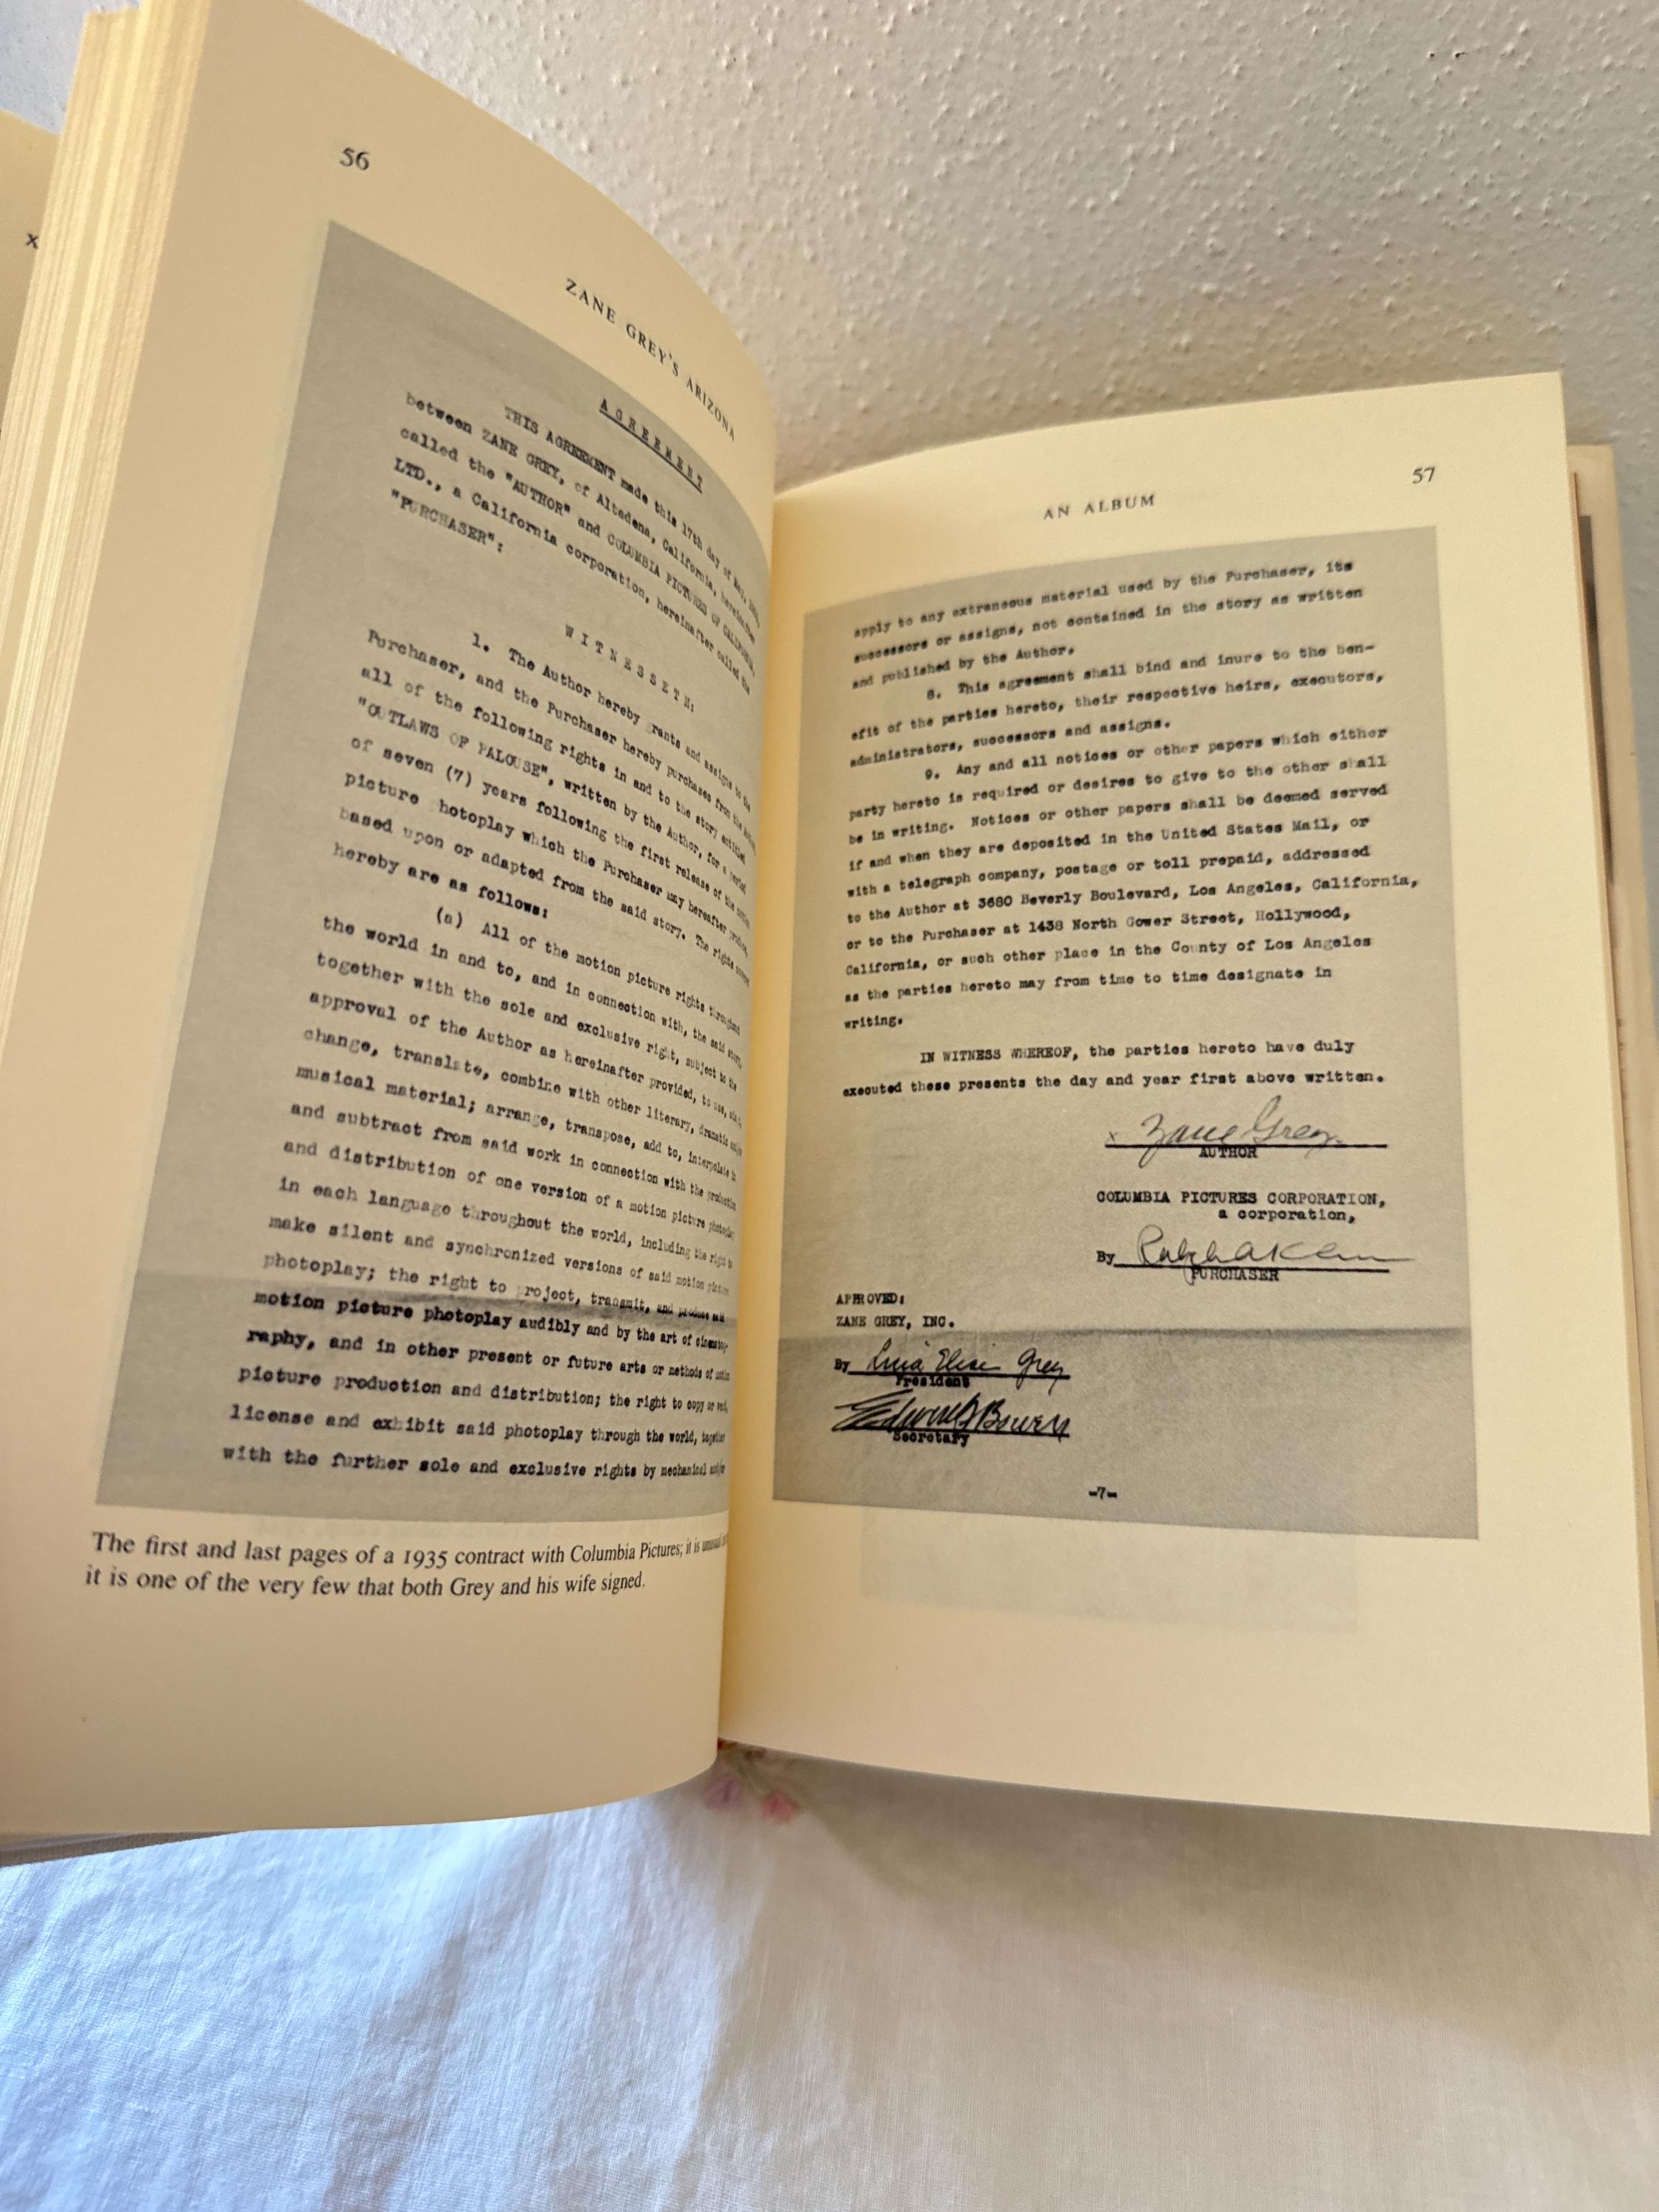 x
56
ZANE GREY'S ARIZONA
AGREEMENT
THIS AGREEMENT made this 17th day of
between ZANE GREY, of Altadena, California, hereinafter
called the "AUTHOR" and COLUMBIA PICTURES OF CALIFORNIA,
LTD., a California corporation, hereinafter called the
"PURCHASER":
WITNESSETH:
1. The Author hereby grants and assigns to the
Purchaser, and the Purchaser hereby purchases from the Author,
all of the following rights in and to the story entitled
"OUTLAWS OF PALOUSE", written by the Author, for a period
of seven (7) years following the first release of the motion
picture hotoplay which the Purchaser may hereafter produce,
based upon or adapted from the said story. The rights
hereby are as follows:
(a) All of the motion picture rights throughout
the world in and to, and in connection with, the said story,
together with the sole and exclusive right, subject to the
approval of the Author as hereinafter provided, to use,
change, translate, combine with other literary, dramatic
musical material; arrange, transpose, add to, interpolate in
and subtract from said work in connection with the production
and distribution of one version of a motion picture photoplay
in each language throughout the world, including the right to
make silent and synchronized versions of said motion picture
photoplay; the right to project, transmit, and produce said
motion picture photoplay audibly and by the art of cinematog-
raphy, and in other present or future arts or methods of motion
picture production and distribution; the right to copy or
license and exhibit said photoplay through the world, together
with the further sole and exclusive rights by mechanical
The first and last pages of a 1935 contract with Columbia Pictures; it is unusual
it is one of the very few that both Grey and his wife signed.
AN ALBUM
57
apply to any extraneous material used by the Purchaser, its
successors or assigns, not contained in the story as written
and published by the Author.
8. This agreement shall bind and inure to the ben-
efit of the parties hereto, their respective heirs, executors,
administrators, successors and assigns.
9. Any and all notices or other papers which either
party hereto is required or desires to give to the other shall
be in writing. Notices or other papers shall be deemed served
if and when they are deposited in the United States Mail, or
with a telegraph company, postage or toll prepaid, addressed
to the Author at 3680 Beverly Boulevard, Los Angeles, California,
or to the Purchaser at 1438 North Gower Street, Hollywood,
California, or such other place in the County of Los Angeles
as the parties hereto may from time to time designate in
writing.
IN WITNESS WHEREOF, the parties hereto have duly
executed these presents the day and year first above written.
x Zane Grey
AUTHOR
COLUMBIA PICTURES CORPORATION,
a corporation,
By
PURCHASER
APPROVED:
ZANE GREY, INC.
By Lina Elise Grey
President
Edwin G Bowen
Secretary
-7-